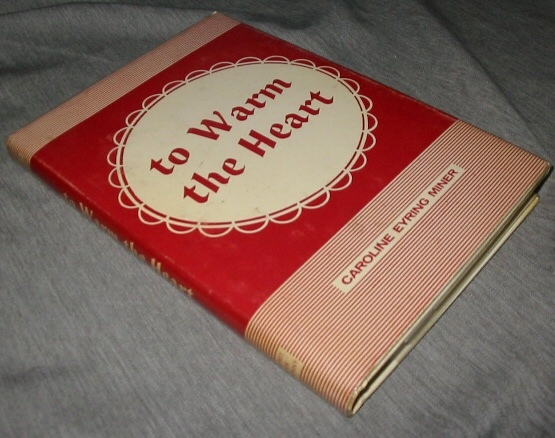 to Warm
the Heart
CAROLINE EYRING MINER
to Warm the Heart